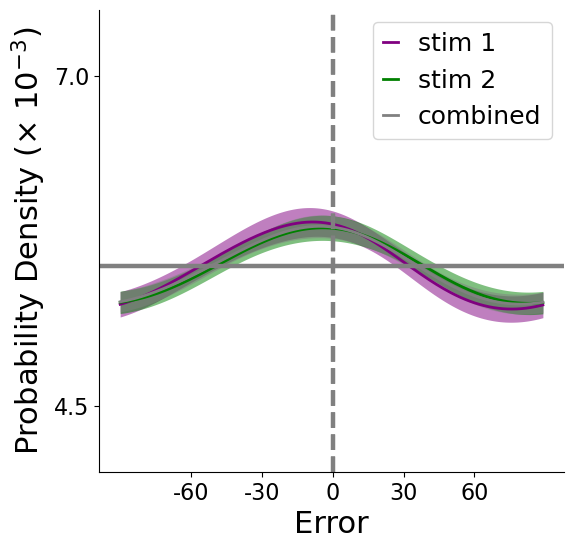 stim 1
stim 2
combined
Probability Density (× 10⁻³)
7.0
4.5
-60 -30 0 30 60
Error